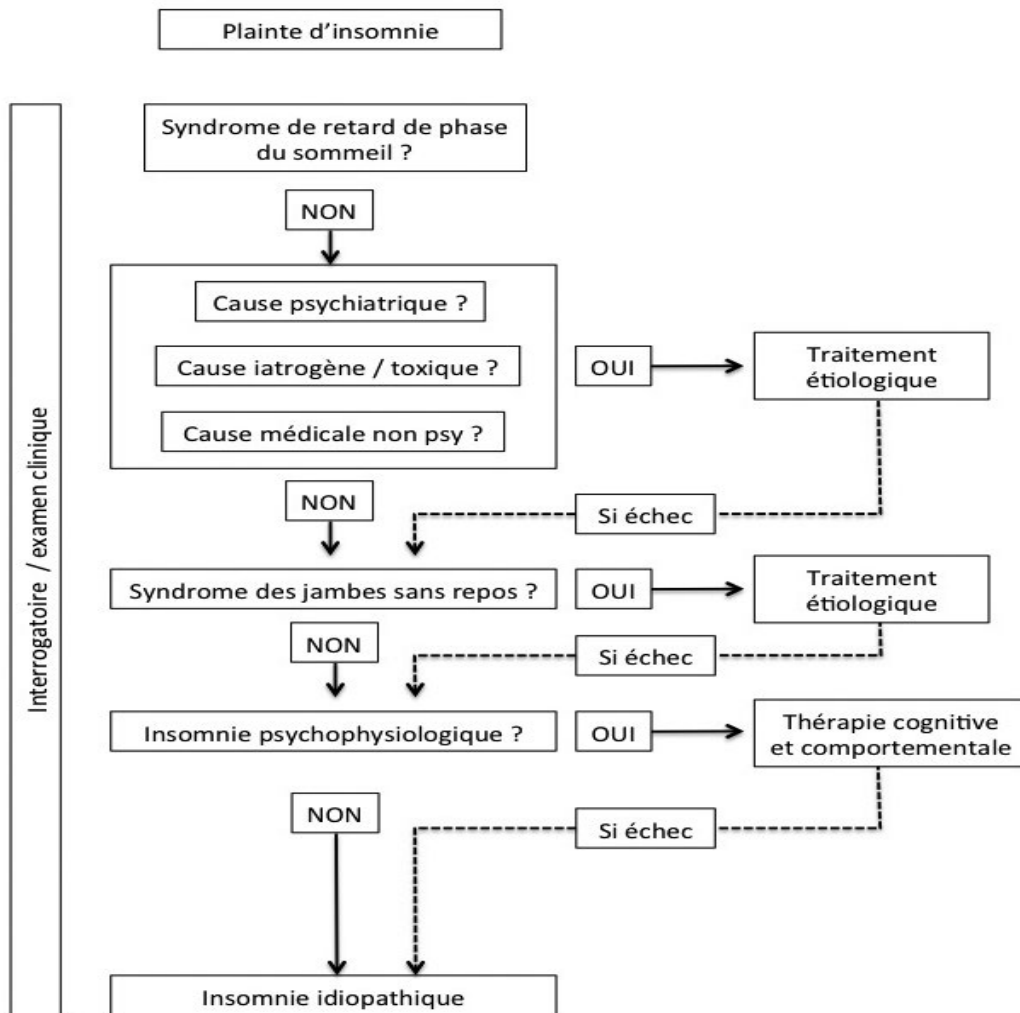 Plainte d’insomnie
Interrogatoire / examen clinique
Syndrome de retard de phase
du sommeil ?
NON
Cause psychiatrique ?
Cause iatrogène / toxique ?
Cause médicale non psy ?
OUI
Traitement
étiologique
NON
Si échec
Syndrome des jambes sans repos ?
OUI
Traitement
étiologique
NON
Si échec
Insomnie psychophysiologique ?
OUI
Thérapie cognitive
et comportementale
NON
Si échec
Insomnie idiopathique